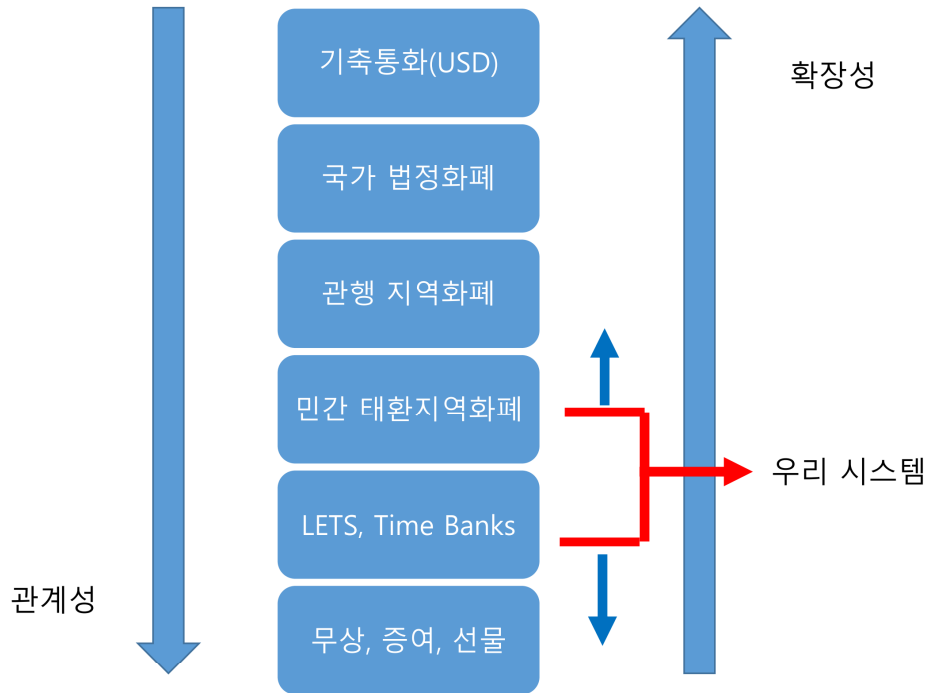 기축통화(USD)
확장성
국가 법정화폐
관행 지역화폐
민간 태환지역화폐
우리 시스템
LETS, Time Banks
관계성
무상, 증여, 선물